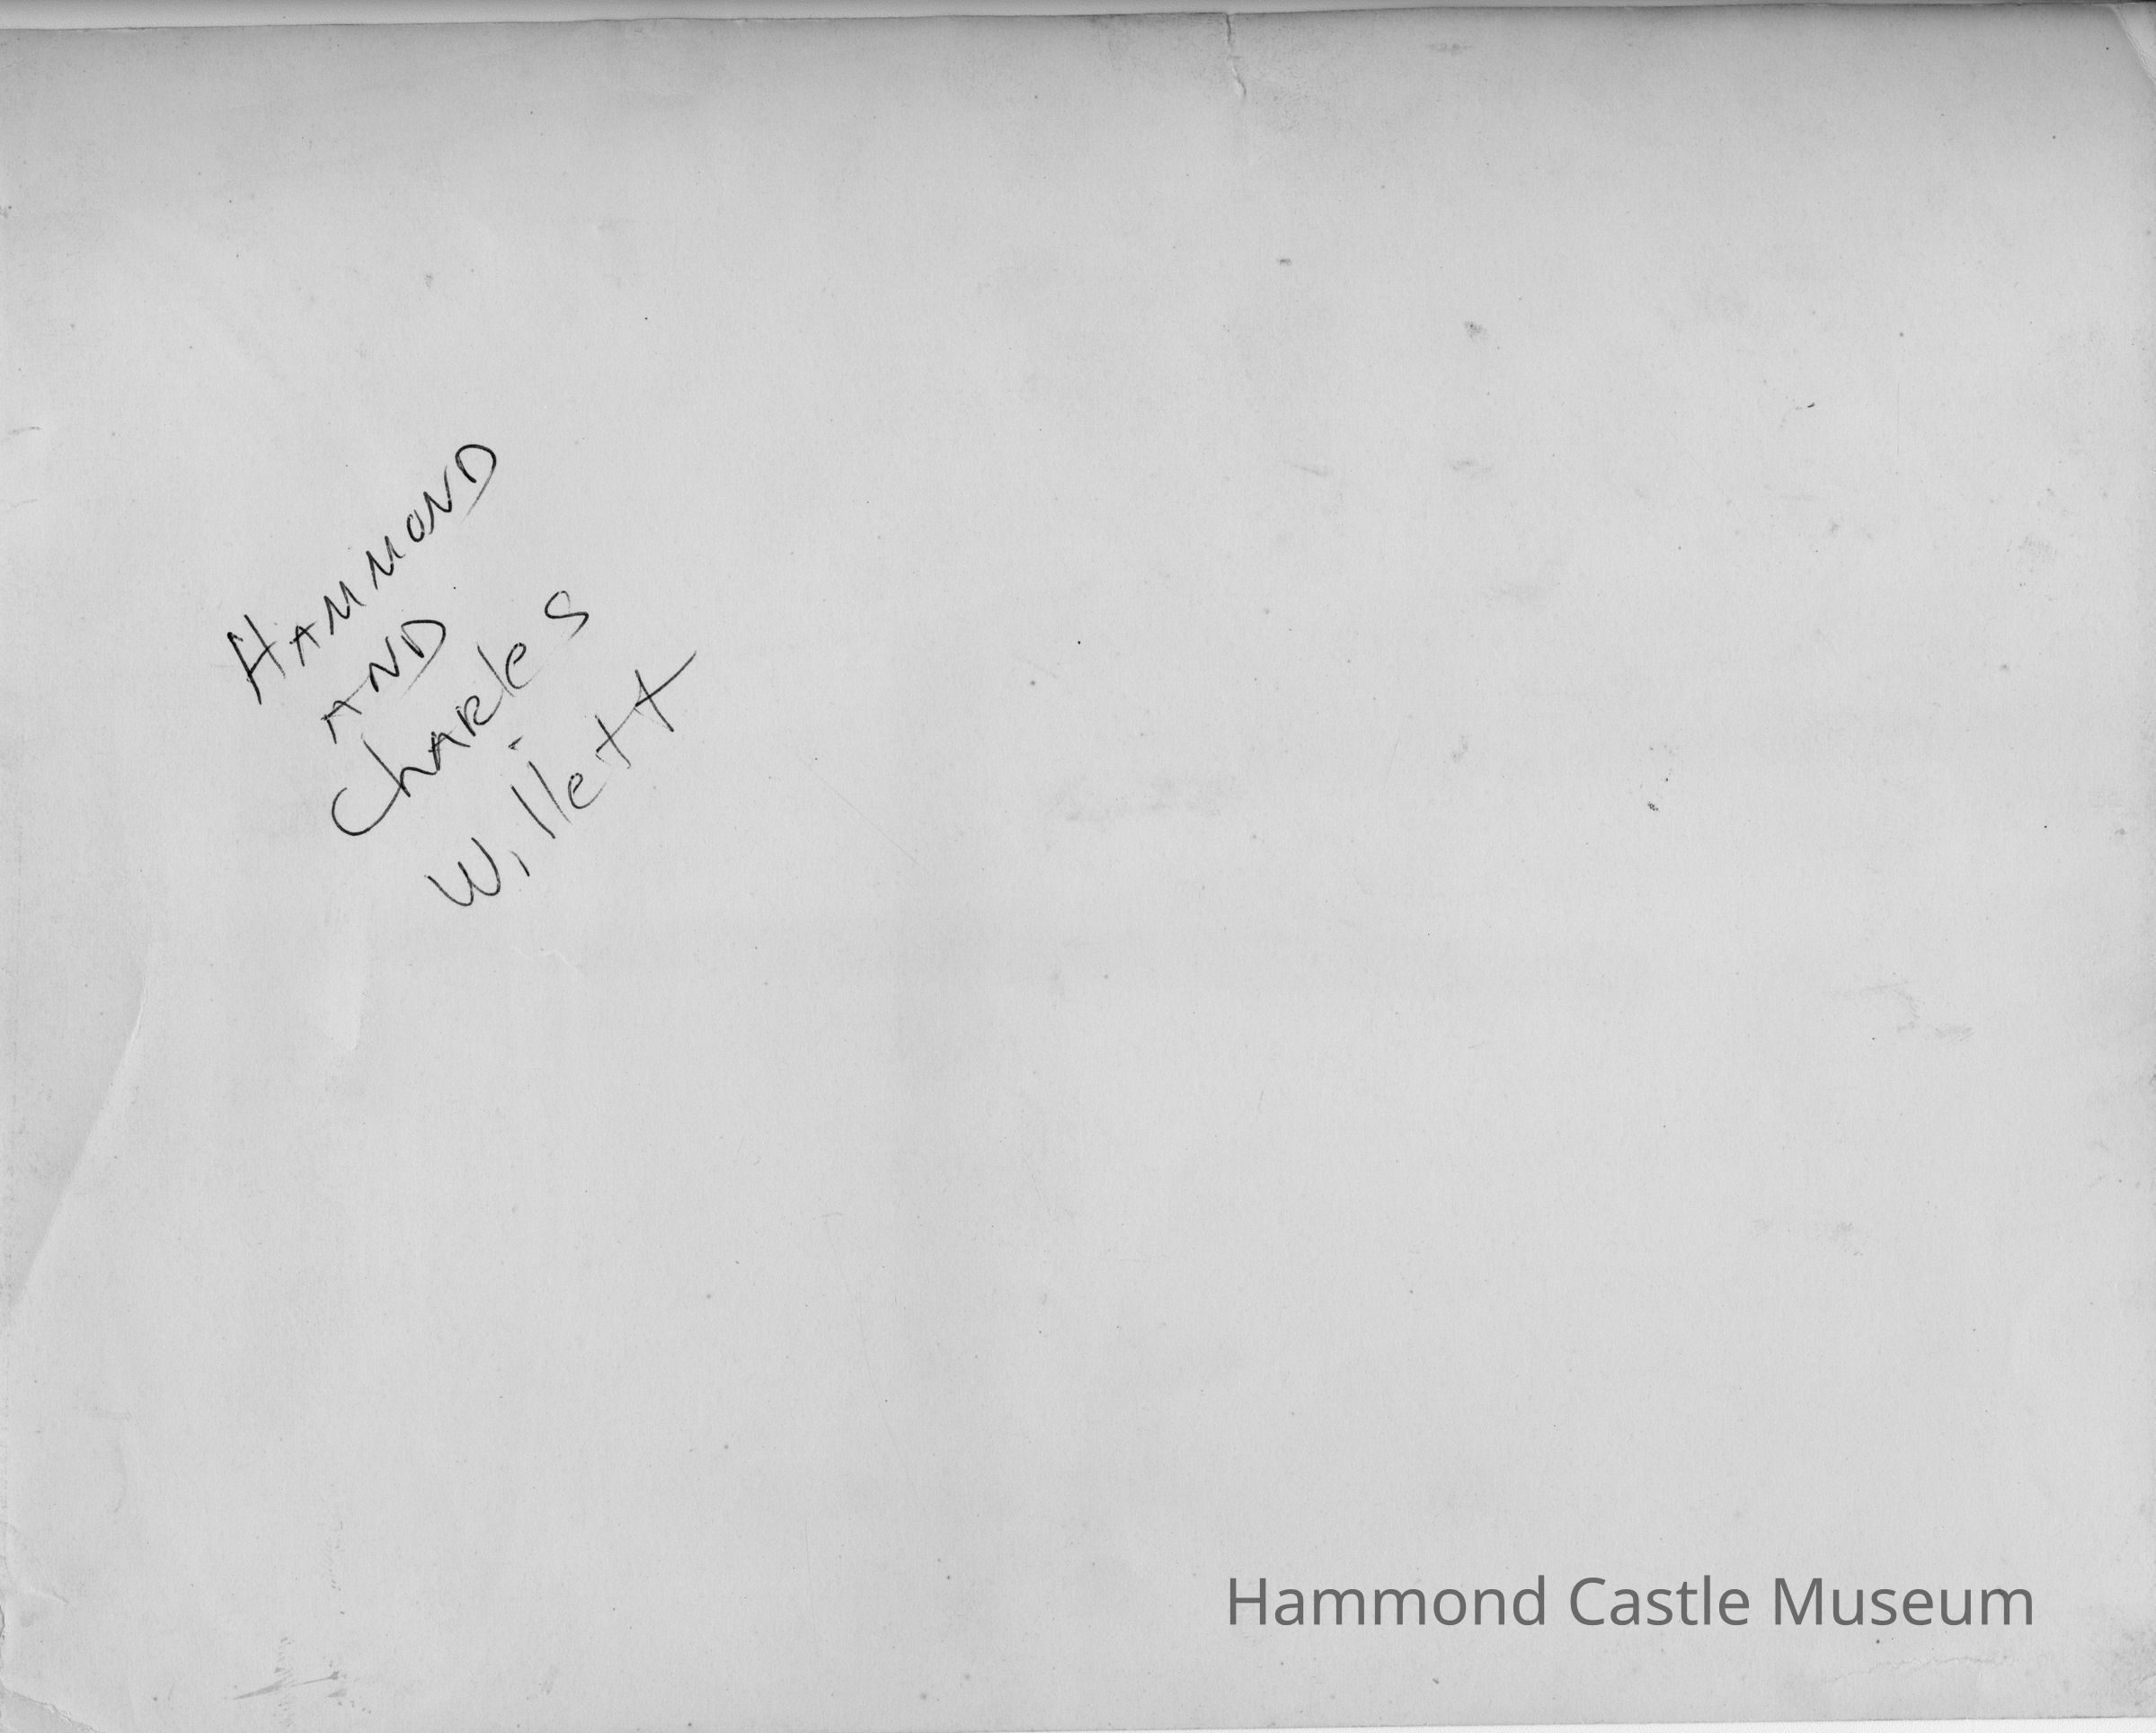 HAMMOND
AND
Charles
Willett
Hammond Castle Museum